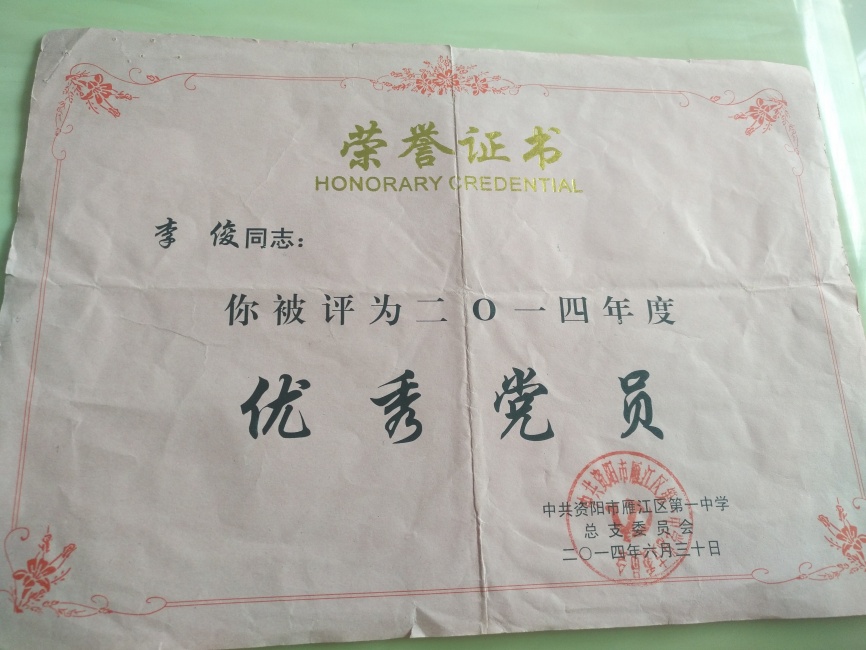 荣誉证书
HONORARY CREDENTIAL
李 俊同志：
你被评为二O一四年度
优秀党员
中共资阳市雁江区第一中学
总支委员会
二〇一四年六月三十日